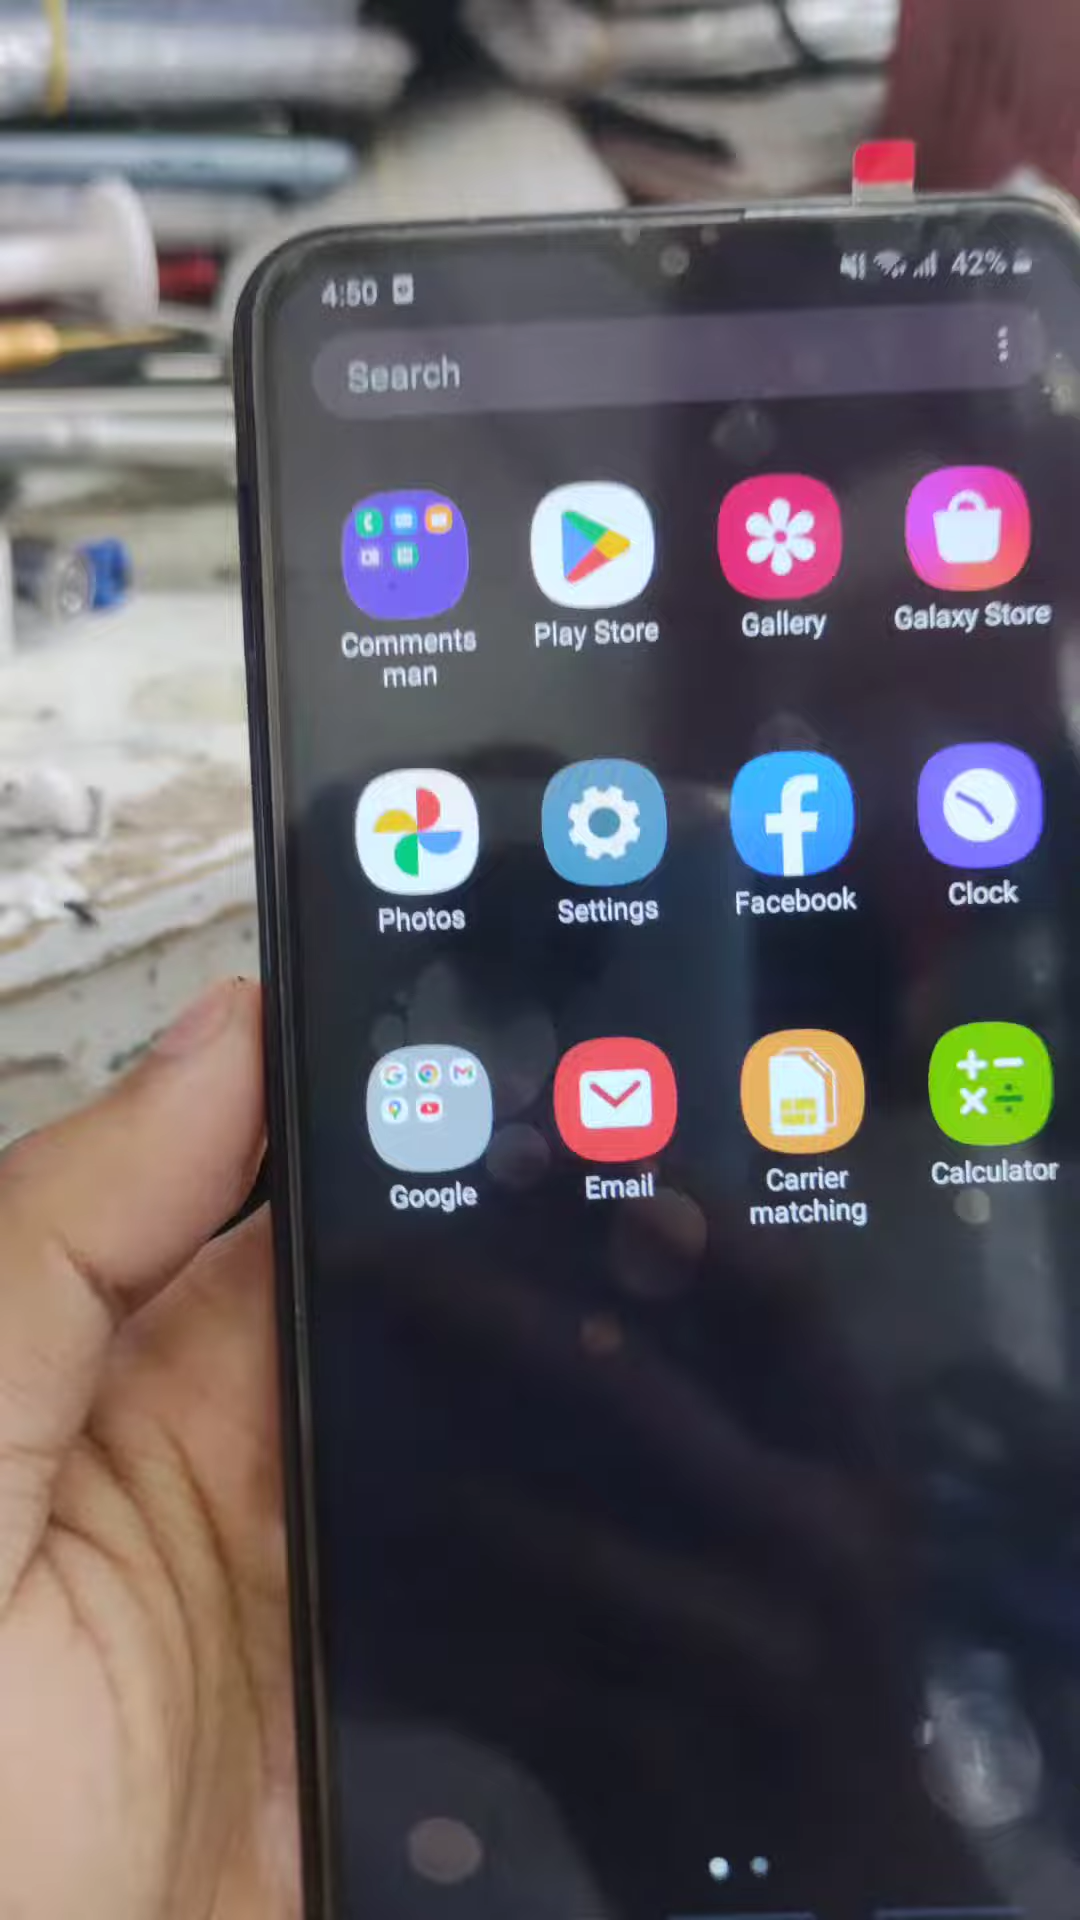 4:50
42%
Search
Comments
man
Play Store
Gallery
Galaxy Store
Photos
Settings
Facebook
Clock
Google
Email
Carrier
matching
Calculator